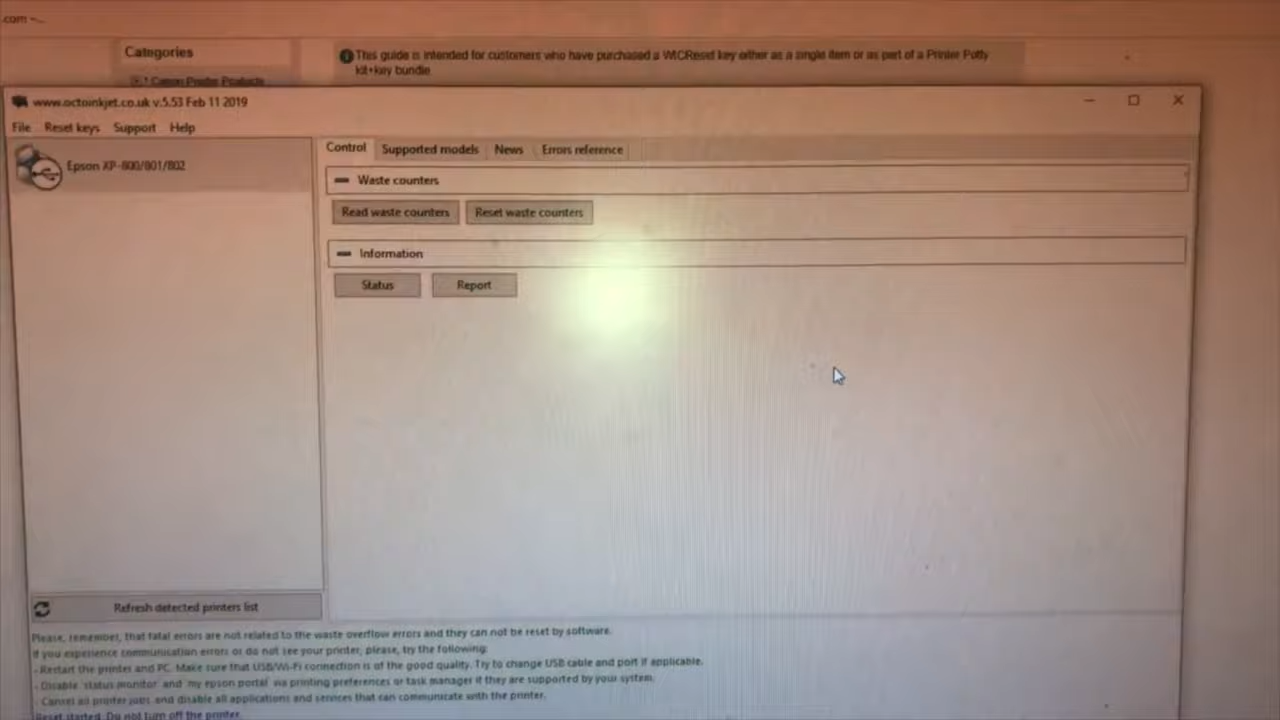 .com
Categories
This guide is intended for customers who have purchased a WICReset key either as a single item or as part of a Printer Potty
kit+key bundle
Canon Printer Products
www.octoinkjet.co.uk v.5.53 Feb 11 2019
File Reset keys Support Help
Epson XP-800/801/802
Control Supported models News Errors reference
Waste counters
Read waste counters Reset waste counters
Information
Status Report
Refresh detected printers list
Please, remember, that fatal errors are not related to the waste overflow errors and they can not be reset by software.
If you experience communication errors or do not see your printer, please, try the following:
- Restart the printer and PC. Make sure that USB/Wi-Fi connection is of the good quality. Try to change USB cable and port if applicable.
- Disable 'status monitor' and 'my epson portal' via printing preferences or task manager if they are supported by your system.
- Cancel all printer jobs and disable all applications and services that can communicate with the printer.
Reset started. Do not turn off the printer.